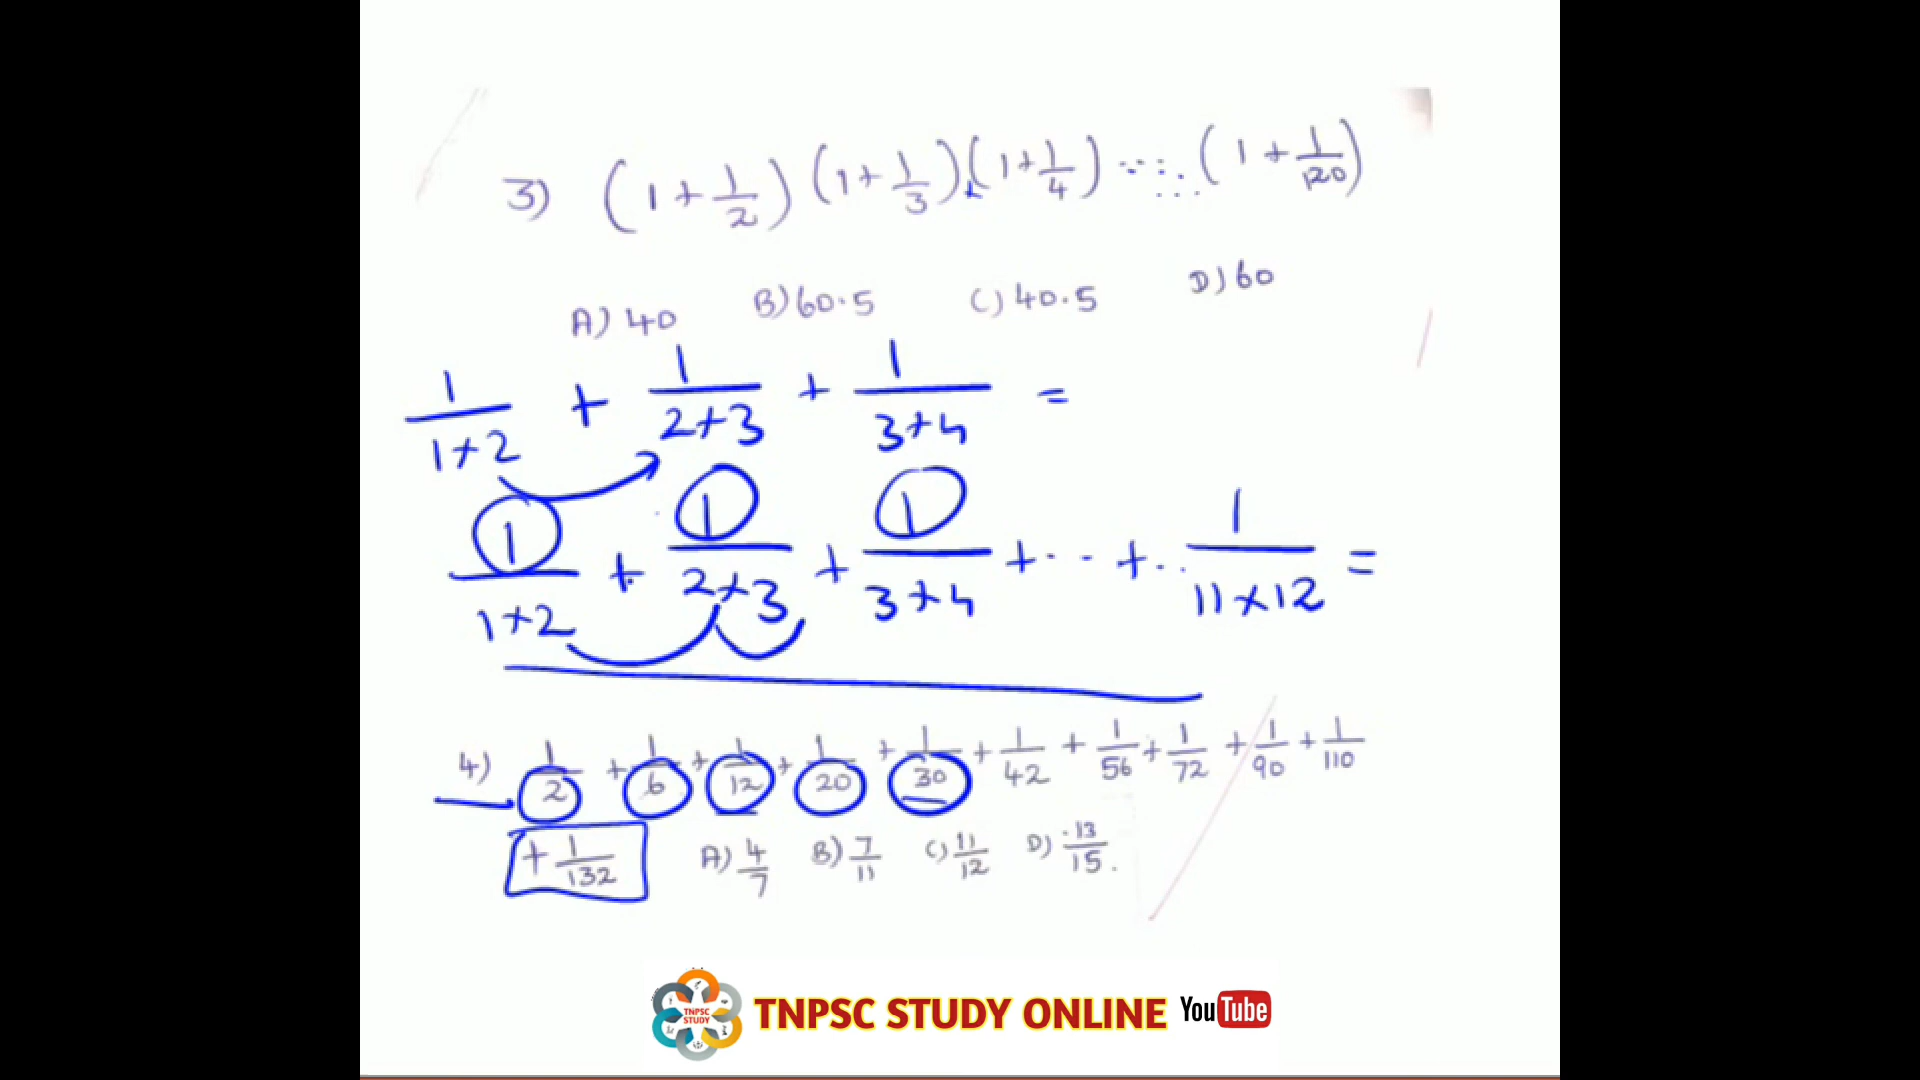 3) (1 + 1/2) (1 + 1/3) (1 + 1/4) ...... (1 + 1/120)
A) 40 B) 60.5 C) 40.5 D) 60
1/(1×2) + 1/(2×3) + 1/(3×4) =
1/(1×2) + 1/(2×3) + 1/(3×4) + .. + .. 1/(11×12) =
4) 1/2 + 1/6 + 1/12 + 1/20 + 1/30 + 1/42 + 1/56 + 1/72 + 1/90 + 1/110
+ 1/132 A) 4/7 B) 7/11 C) 11/12 D) 13/15.
TNPSC STUDY
TNPSC STUDY ONLINE YouTube